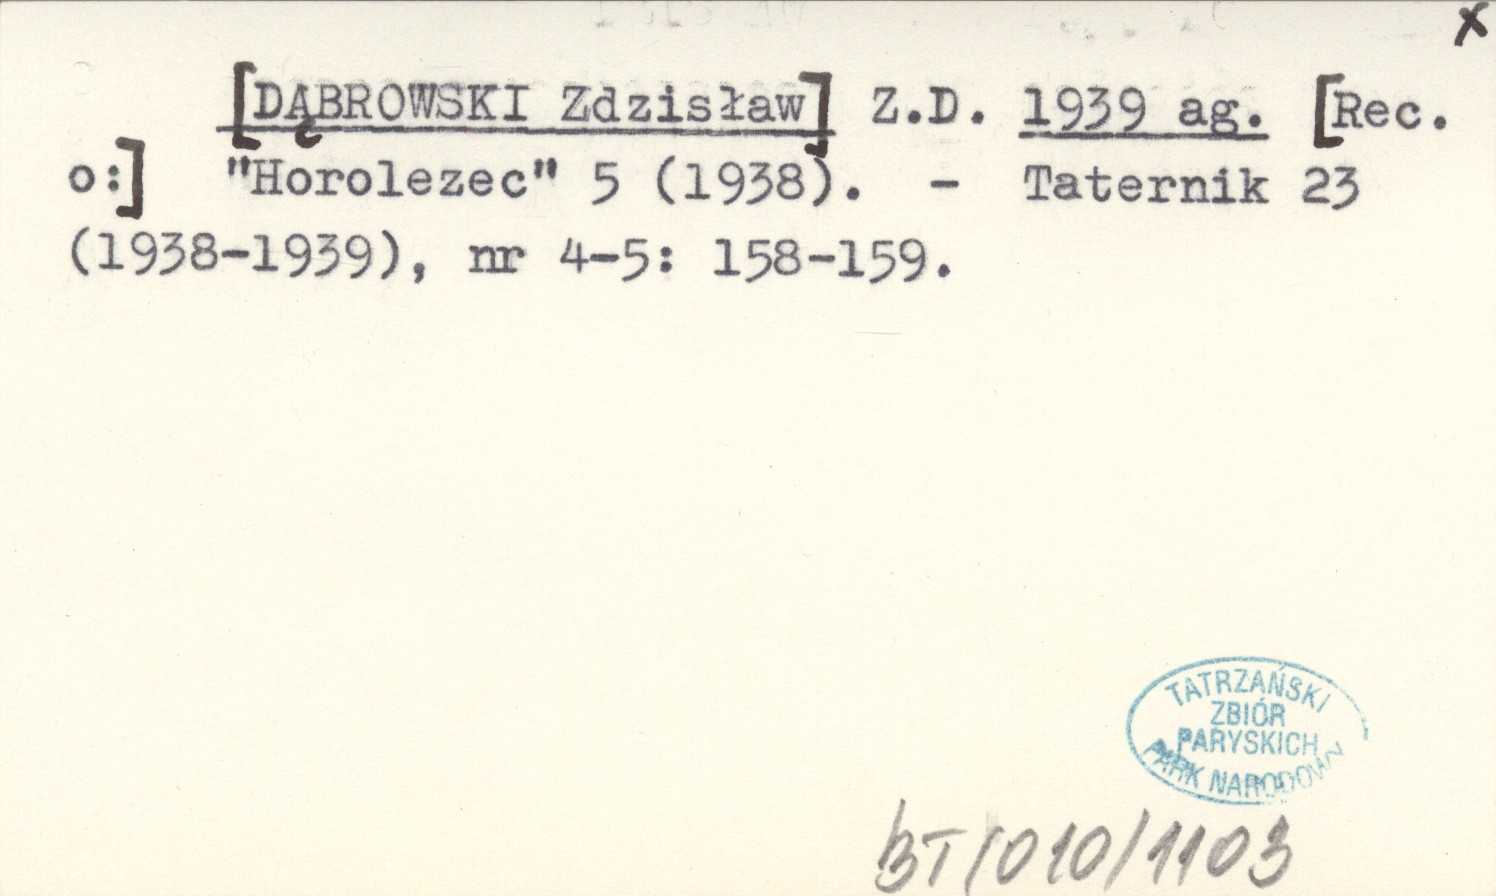 x
[DĄBROWSKI Zdzisław] Z.D. 1939 ag. [Rec.
o:] "Horolezec" 5 (1938). - Taternik 23
(1938-1939), nr 4-5: 158-159.
TATRZAŃSKI
ZBIÓR
PARYSKICH
PARK NARODOWY
BT/010/1103